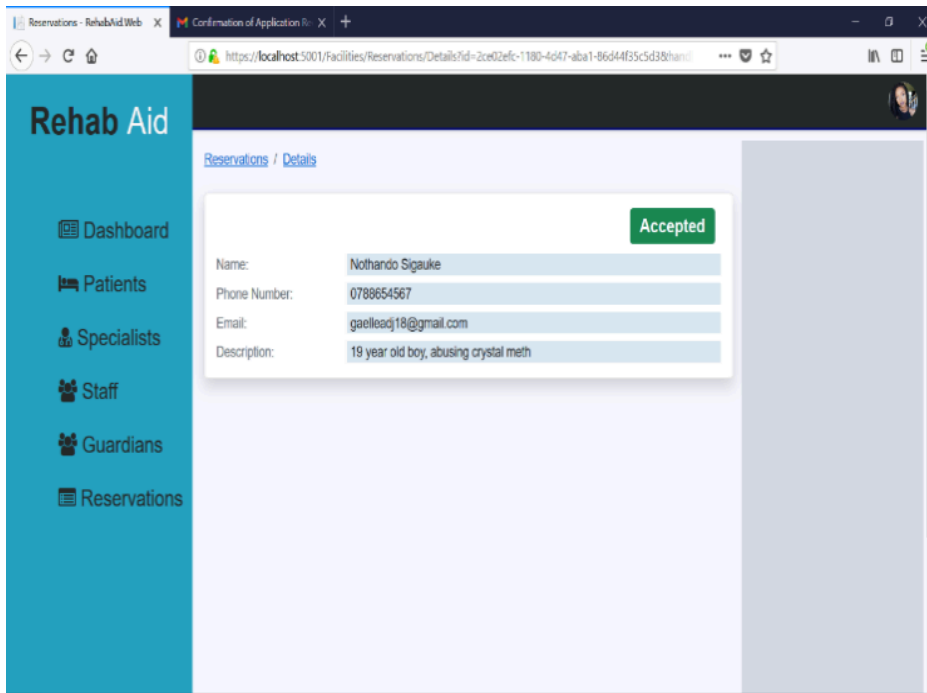 Reservations - RehabAid.Web
Confirmation of Application Re
https://localhost:5001/Facilities/Reservations/Details?id=2ce02efc-1180-4d47-aba1-86d44f35c5d3&hand
Rehab Aid
Reservations / Details
Accepted
Dashboard
Patients
Specialists
Staff
Guardians
Reservations
Name: Nothando Sigauke
Phone Number: 0788654567
Email: gaelleadj18@gmail.com
Description: 19 year old boy, abusing crystal meth